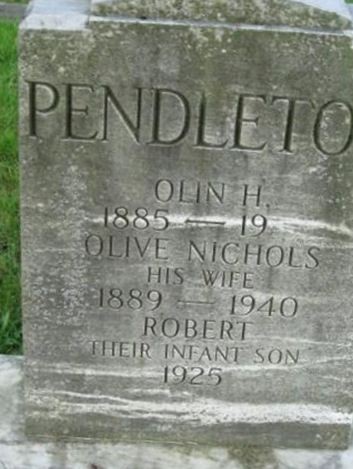 PENDLETO
OLIN H.
1885 — 19
OLIVE NICHOLS
HIS WIFE
1889 — 1940
ROBERT
THEIR INFANT SON
1925